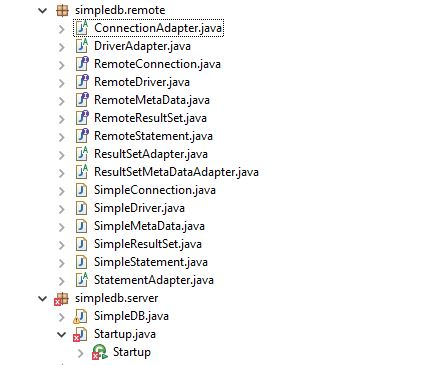 simpledb.remote
ConnectionAdapter.java
DriverAdapter.java
RemoteConnection.java
RemoteDriver.java
RemoteMetaData.java
RemoteResultSet.java
RemoteStatement.java
ResultSetAdapter.java
ResultSetMetaDataAdapter.java
SimpleConnection.java
SimpleDriver.java
SimpleMetaData.java
SimpleResultSet.java
SimpleStatement.java
StatementAdapter.java
simpledb.server
SimpleDB.java
Startup.java
Startup